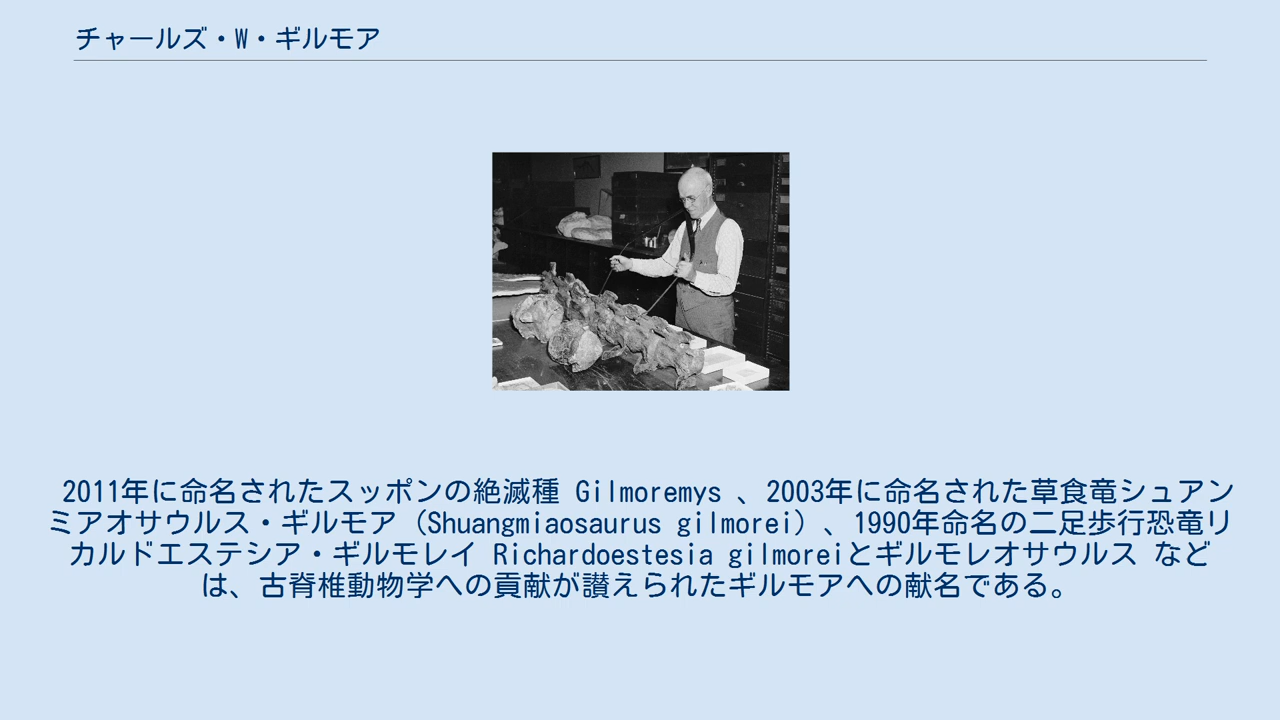 チャールズ・W・ギルモア
2011年に命名されたスッポンの絶滅種 Gilmoremys 、2003年に命名された草食竜シュアン
ミアオサウルス・ギルモア（Shuangmiaosaurus gilmorei）、1990年命名の二足歩行恐竜リ
カルドエステシア・ギルモレイ Richardoestesia gilmoreiとギルモレオサウルス など
は、古脊椎動物学への貢献が讃えられたギルモアへの献名である。